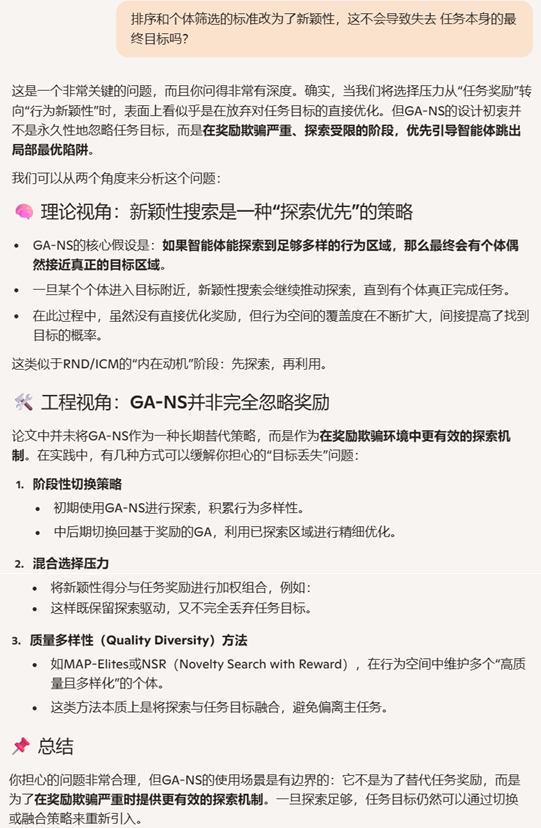 排序和个体筛选的标准改为了新颖性，这不会导致失去 任务本身的最
终目标吗？
这是一个非常关键的问题，而且你问得非常有深度。确实，当我们将选择压力从“任务奖励”转
向“行为新颖性”时，表面上看似乎是在放弃对任务目标的直接优化。但GA-NS的设计初衷并
不是永久性地忽略任务目标，而是在奖励欺骗严重、探索受限的阶段，优先引导智能体跳出
局部最优陷阱。
我们可以从两个角度来分析这个问题：
🧠 理论视角：新颖性搜索是一种“探索优先”的策略
• GA-NS的核心假设是：如果智能体能探索到足够多样的行为区域，那么最终会有个体偶
然接近真正的目标区域。
• 一旦某个个体进入目标附近，新颖性搜索会继续推动探索，直到有个体真正完成任务。
• 在此过程中，虽然没有直接优化奖励，但行为空间的覆盖度在不断扩大，间接提高了找到
目标的概率。
这类似于RND/ICM的“内在动机”阶段：先探索，再利用。
🛠️ 工程视角：GA-NS并非完全忽略奖励
论文中并未将GA-NS作为一种长期替代策略，而是作为在奖励欺骗环境中更有效的探索机
制。在实践中，有几种方式可以缓解你担心的“目标丢失”问题：
1. 阶段性切换策略
• 初期使用GA-NS进行探索，积累行为多样性。
• 中后期切换回基于奖励的GA，利用已探索区域进行精细优化。
2. 混合选择压力
• 将新颖性得分与任务奖励进行加权组合，例如：
• 这样既保留探索驱动，又不完全丢弃任务目标。
3. 质量多样性（Quality Diversity）方法
• 如MAP-Elites或NSR（Novelty Search with Reward），在行为空间中维护多个“高质
量且多样化”的个体。
• 这类方法本质上是将探索与任务目标融合，避免偏离主任务。
📌 总结
你担心的问题非常合理，但GA-NS的使用场景是有边界的：它不是为了替代任务奖励，而是
为了在奖励欺骗严重时提供更有效的探索机制。一旦探索足够，任务目标仍然可以通过切换
或融合策略来重新引入。